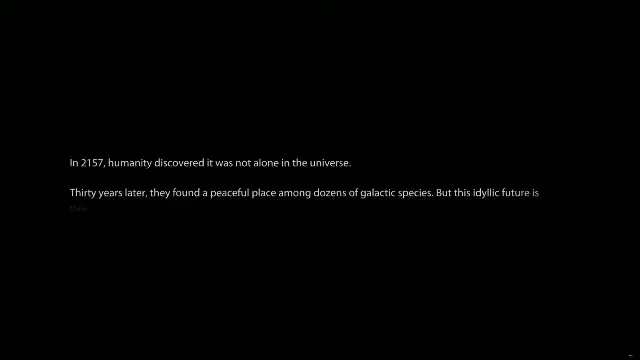 In 2157, humanity discovered it was not alone in the universe.
Thirty years later, they found a peaceful place among dozens of galactic species. But this idyllic future is